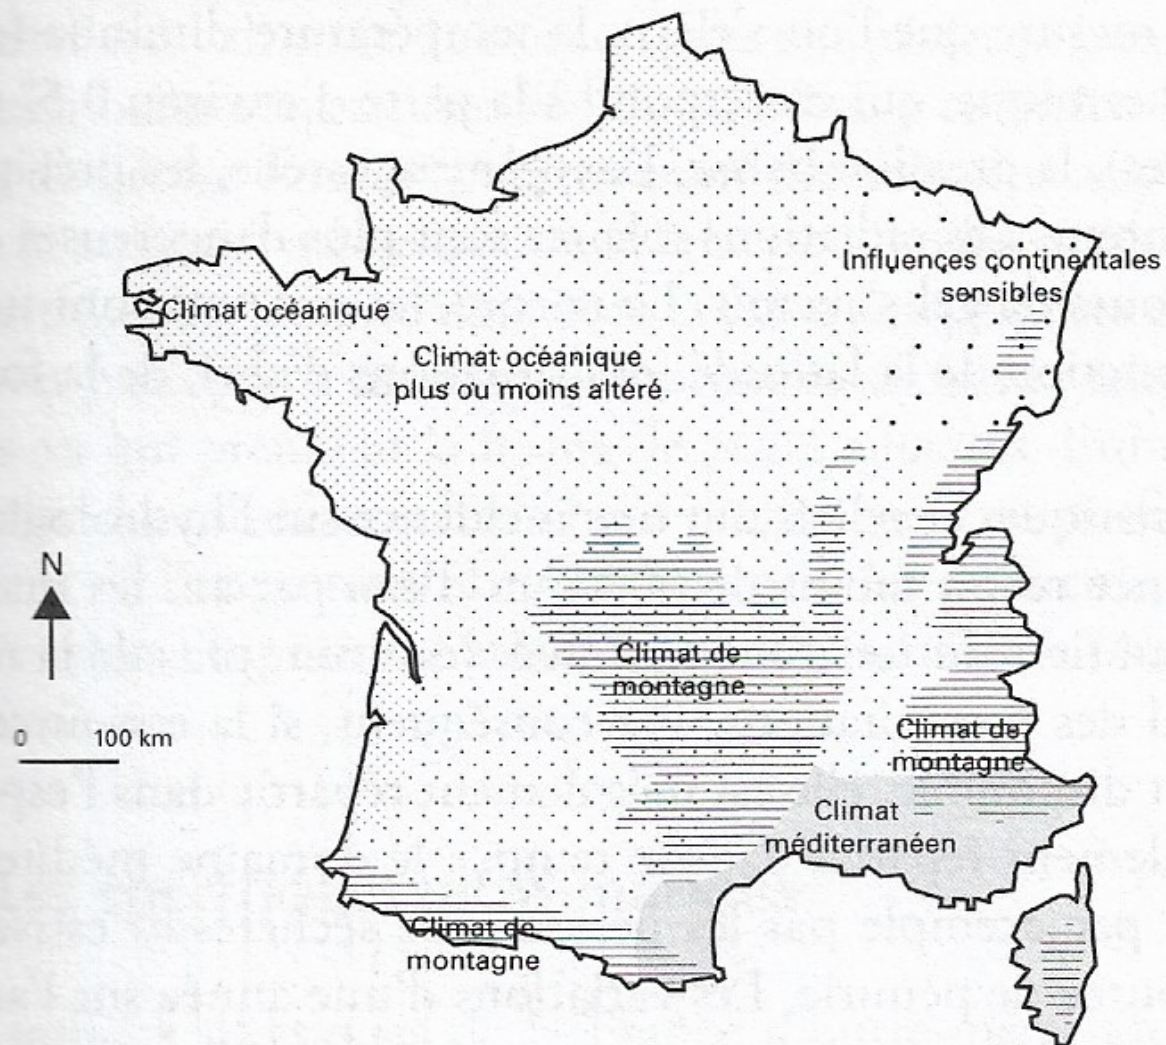 Influences continentales
sensibles
Climat océanique
Climat océanique
plus ou moins altéré.
N
Climat de
montagne
0 100 km
Climat de
montagne
Climat
méditerranéen
Climat de
montagne